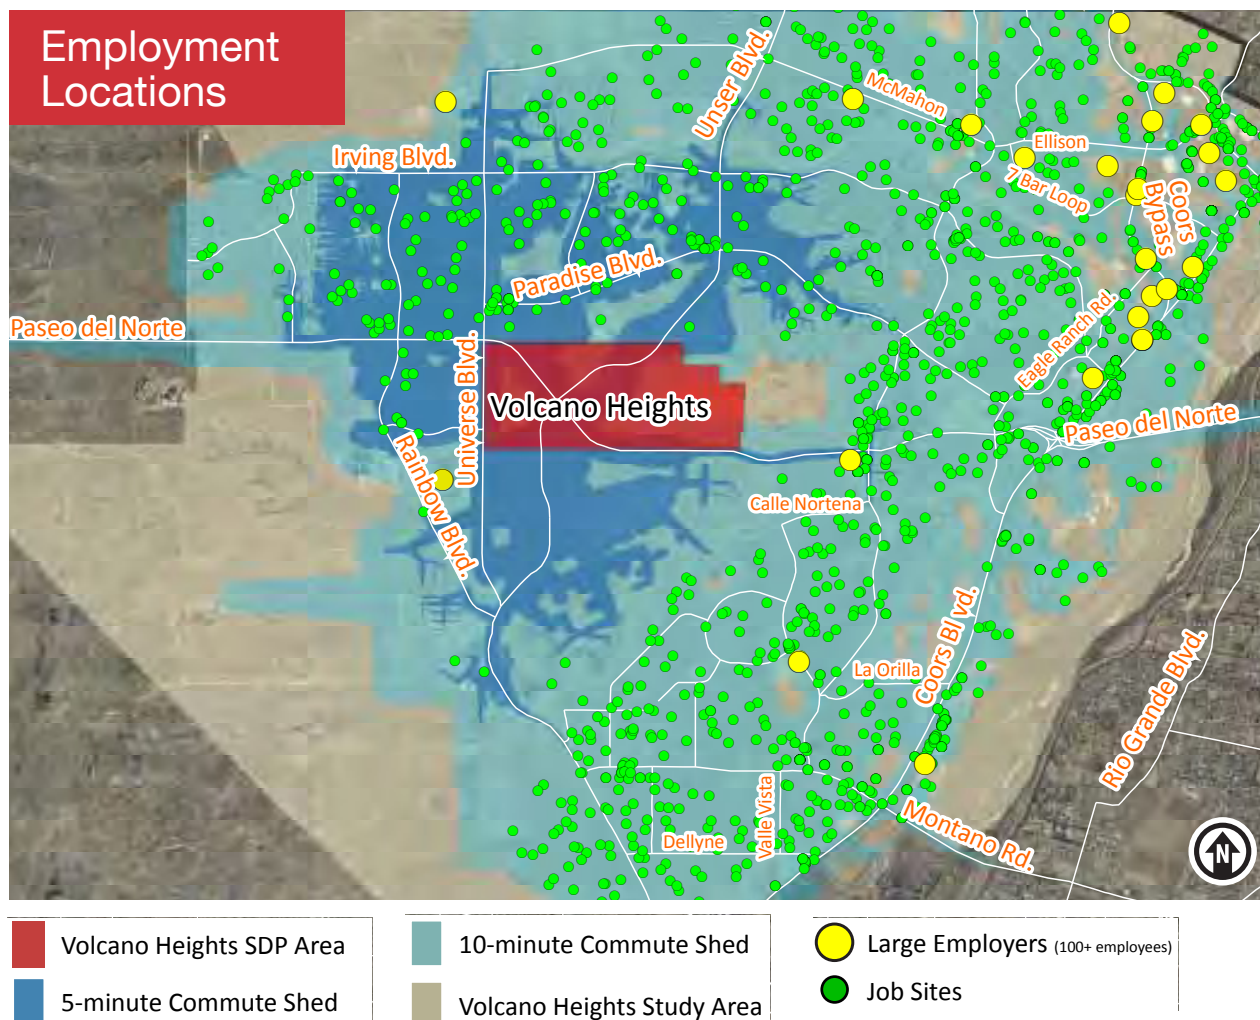 Employment
Locations
Unser Blvd.
McMahon
Irving Blvd.
Ellison
7 Bar Loop
Coors
Bypass
Paradise Blvd.
Paseo del Norte
Eagle Ranch Rd.
Universe Blvd.
Volcano Heights
Paseo del Norte
Rainbow Blvd.
Calle Nortena
Coors Bl vd.
La Orilla
Rio Grande Blvd.
Valle Vista
Montano Rd.
Dellyne
N
Volcano Heights SDP Area
10-minute Commute Shed
Large Employers (100+ employees)
5-minute Commute Shed
Volcano Heights Study Area
Job Sites